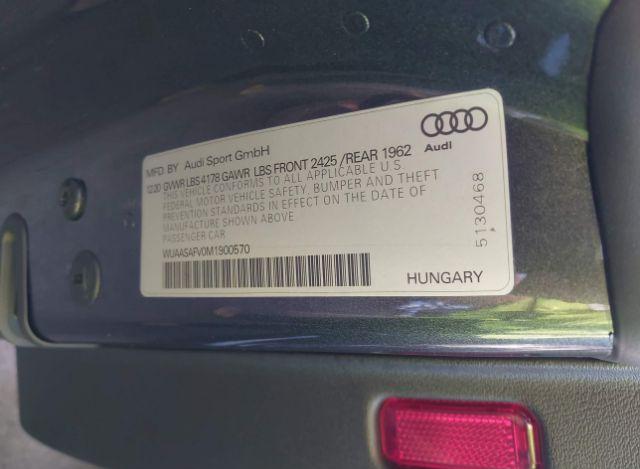 MFD. BY Audi Sport GmbH
12/20 GVWR LBS 4178 GAWR LBS FRONT 2425 / REAR 1962
THIS VEHICLE CONFORMS TO ALL APPLICABLE U.S.
FEDERAL MOTOR VEHICLE SAFETY, BUMPER AND THEFT
PREVENTION STANDARDS IN EFFECT ON THE DATE OF
MANUFACTURE SHOWN ABOVE
PASSENGER CAR
WUAASAFV0M1900570
Audi
5130468
HUNGARY